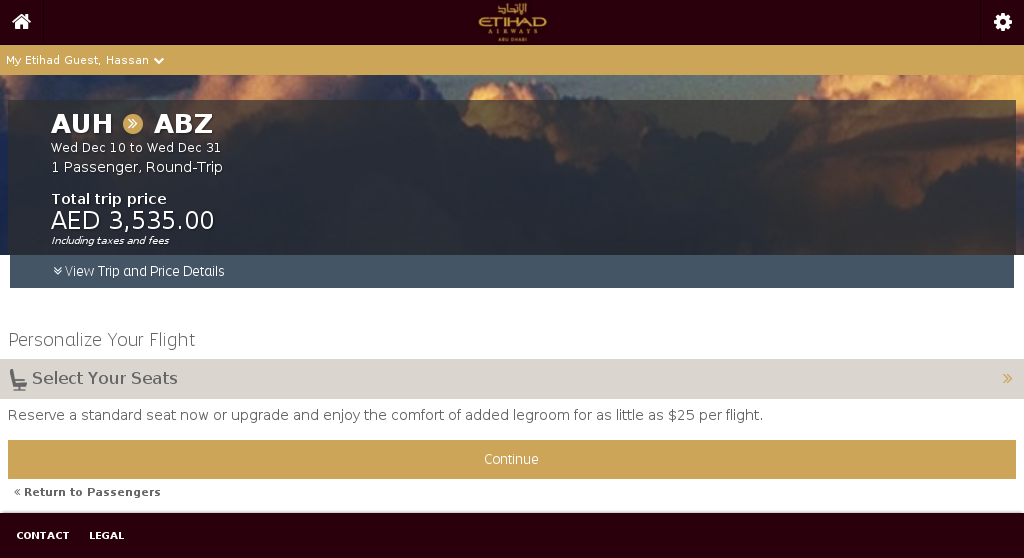 الإتحاد
ETIHAD
AIRWAYS
ABU DHABI
My Etihad Guest, Hassan
AUH ABZ
Wed Dec 10 to Wed Dec 31
1 Passenger, Round-Trip
Total trip price
AED 3,535.00
Including taxes and fees
View Trip and Price Details
Personalize Your Flight
Select Your Seats
Reserve a standard seat now or upgrade and enjoy the comfort of added legroom for as little as $25 per flight.
Continue
Return to Passengers
CONTACT LEGAL